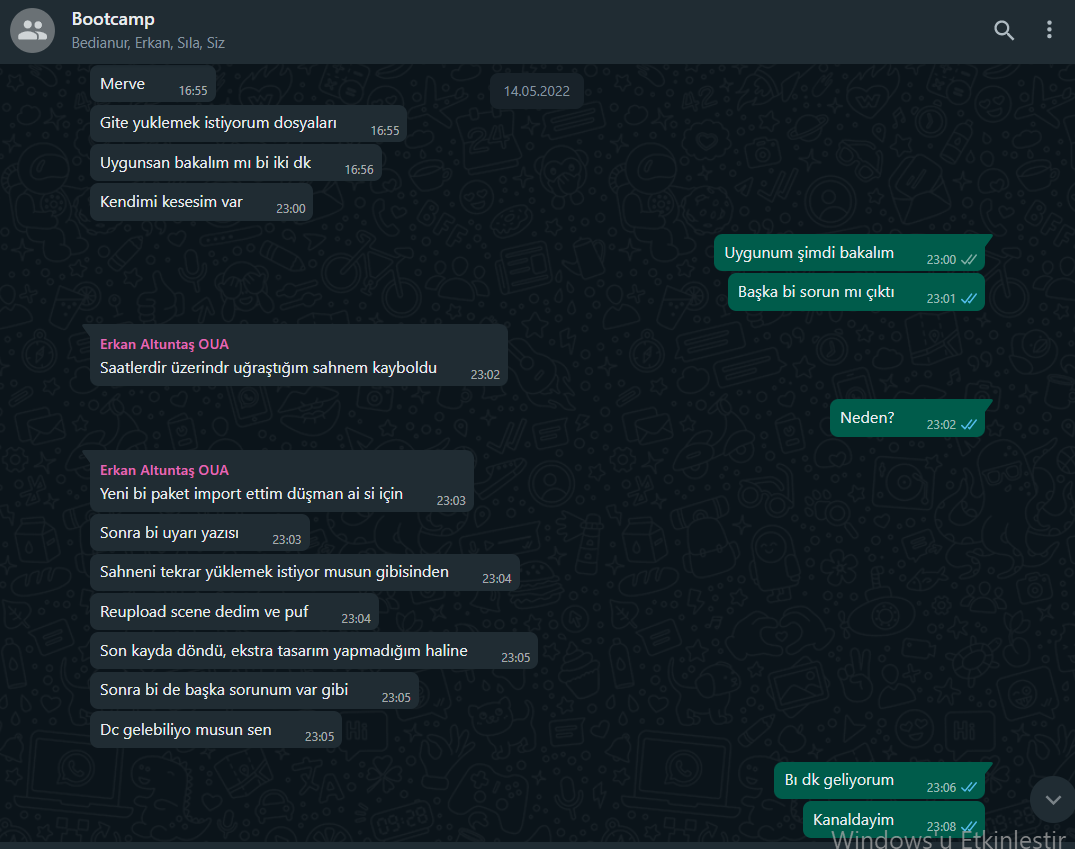 Bootcamp
Bedianur, Erkan, Sıla, Siz
14.05.2022
Merve 16:55
Gite yuklemek istiyorum dosyaları 16:55
Uygunsan bakalım mı bi iki dk 16:56
Kendimi kesesim var 23:00
Uygunum şimdi bakalım 23:00
Başka bi sorun mı çıktı 23:01
Erkan Altuntaş OUA
Saatlerdir üzerindr uğraştığım sahnem kayboldu 23:02
Neden? 23:02
Erkan Altuntaş OUA
Yeni bi paket import ettim düşman ai si için 23:03
Sonra bi uyarı yazısı 23:03
Sahneni tekrar yüklemek istiyor musun gibisinden 23:04
Reupload scene dedim ve puf 23:04
Son kayda döndü, ekstra tasarım yapmadığım haline 23:05
Sonra bi de başka sorunum var gibi 23:05
Dc gelebiliyo musun sen 23:05
Bı dk geliyorum 23:06
Kanaldayim 23:08
Windows'u Etkinleştir